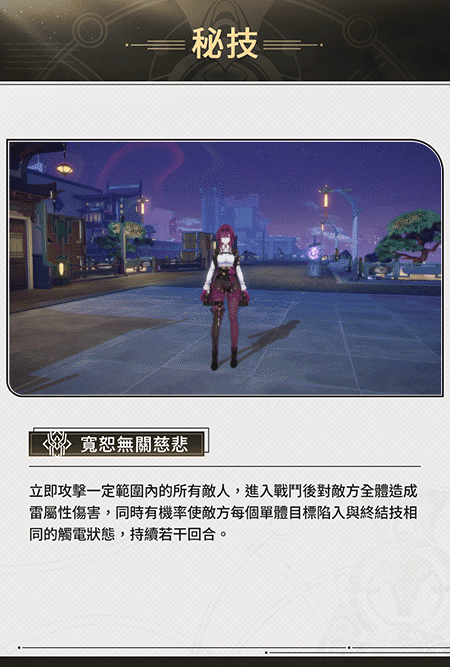 秘技
寬恕無關慈悲
立即攻擊一定範圍內的所有敵人，進入戰鬥後對敵方全體造成
雷屬性傷害，同時有機率使敵方每個單體目標陷入與終結技相
同的觸電狀態，持續若干回合。